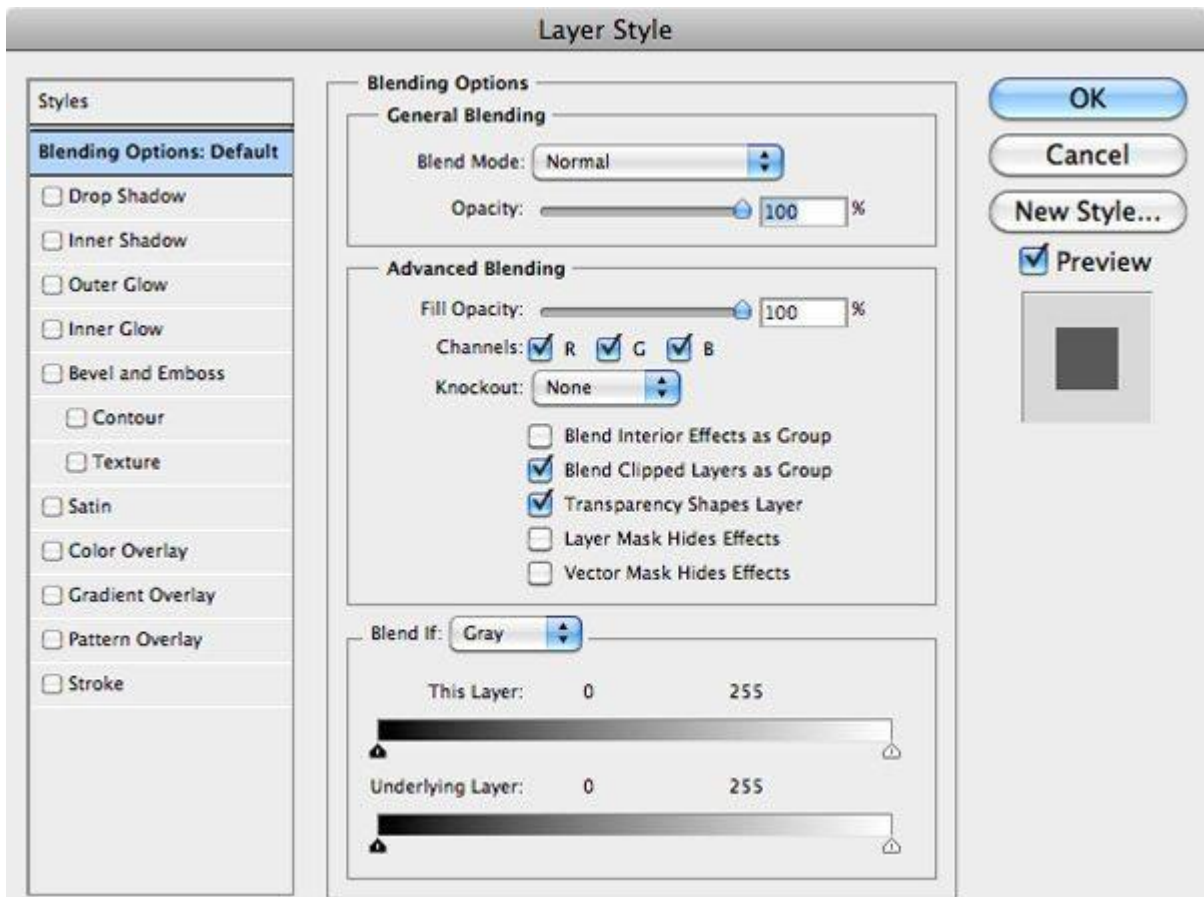 Layer Style
Styles
Blending Options: Default
Drop Shadow
Inner Shadow
Outer Glow
Inner Glow
Bevel and Emboss
Contour
Texture
Satin
Color Overlay
Gradient Overlay
Pattern Overlay
Stroke
Blending Options
General Blending
Blend Mode: Normal
Opacity: 100 %
Advanced Blending
Fill Opacity: 100 %
Channels: R G B
Knockout: None
Blend Interior Effects as Group
Blend Clipped Layers as Group
Transparency Shapes Layer
Layer Mask Hides Effects
Vector Mask Hides Effects
Blend If: Gray
This Layer: 0 255
Underlying Layer: 0 255
OK
Cancel
New Style...
Preview